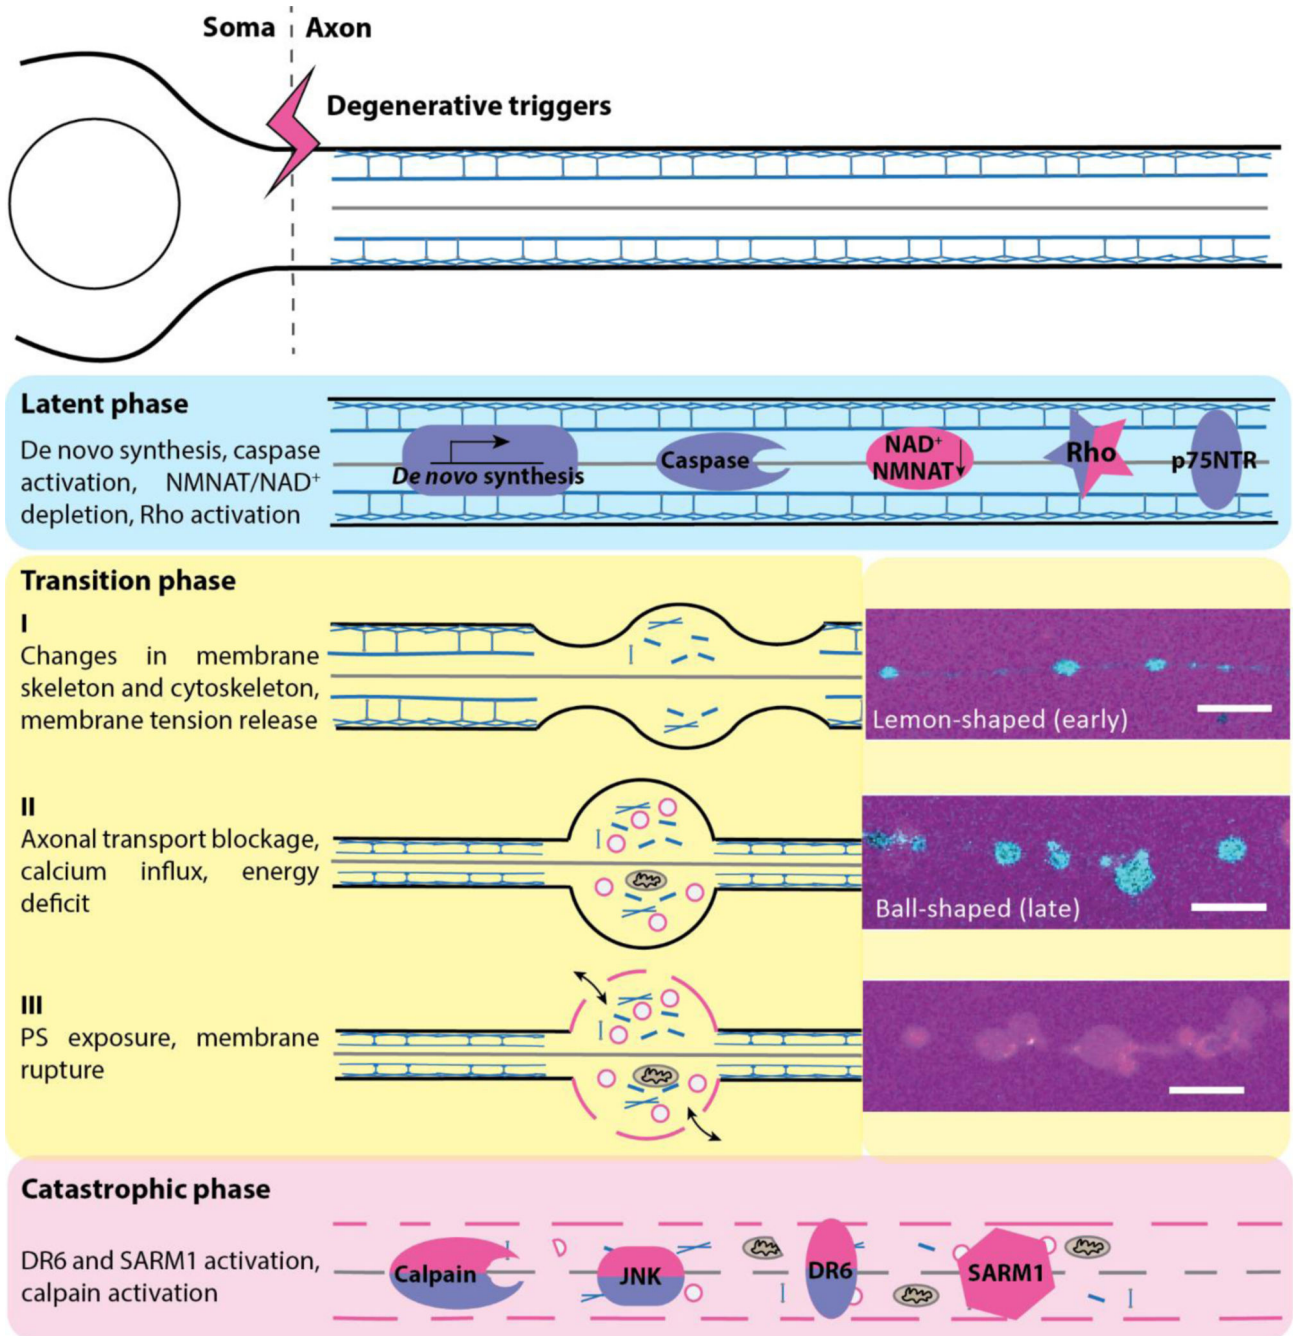 Soma
Axon
Degenerative triggers
Latent phase
De novo synthesis, caspase
activation, NMNAT/NAD⁺
depletion, Rho activation
De novo synthesis
Caspase
NAD⁺
NMNAT↓
Rho
p75NTR
Transition phase
I
Changes in membrane
skeleton and cytoskeleton,
membrane tension release
Lemon-shaped (early)
II
Axonal transport blockage,
calcium influx, energy
deficit
Ball-shaped (late)
III
PS exposure, membrane
rupture
Catastrophic phase
DR6 and SARM1 activation,
calpain activation
Calpain
JNK
DR6
SARM1